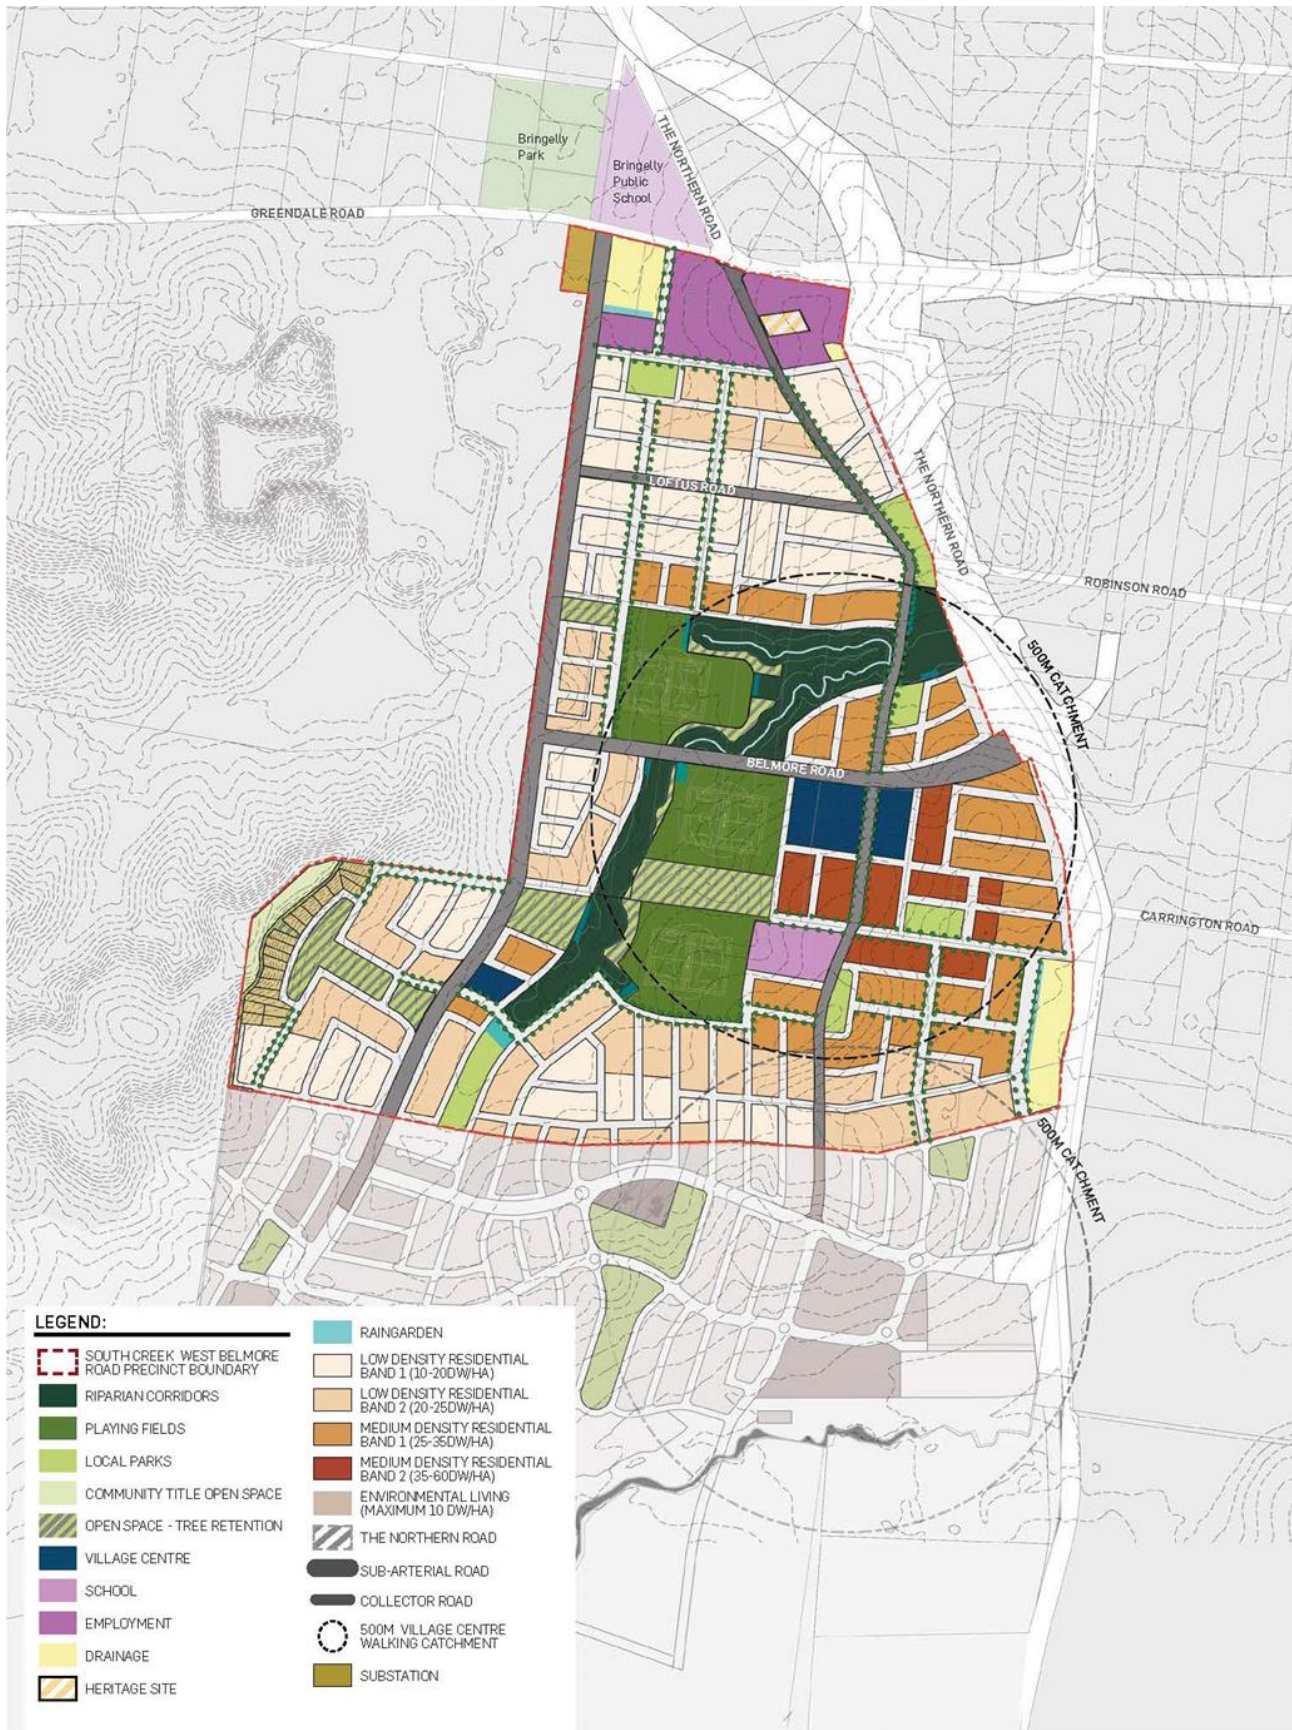 Bringelly
Park
Bringelly
Public
School
THE NORTHERN ROAD
GREENDALE ROAD
LOFTUS ROAD
THE NORTHERN ROAD
ROBINSON ROAD
500M CATCHMENT
BELMORE ROAD
CARRINGTON ROAD
500M CATCHMENT
LEGEND:
SOUTH CREEK WEST BELMORE
ROAD PRECINCT BOUNDARY
RIPARIAN CORRIDORS
PLAYING FIELDS
LOCAL PARKS
COMMUNITY TITLE OPEN SPACE
OPEN SPACE - TREE RETENTION
VILLAGE CENTRE
SCHOOL
EMPLOYMENT
DRAINAGE
HERITAGE SITE
RAINGARDEN
LOW DENSITY RESIDENTIAL
BAND 1 (10-20DW/HA)
LOW DENSITY RESIDENTIAL
BAND 2 (20-25DW/HA)
MEDIUM DENSITY RESIDENTIAL
BAND 1 (25-35DW/HA)
MEDIUM DENSITY RESIDENTIAL
BAND 2 (35-60DW/HA)
ENVIRONMENTAL LIVING
(MAXIMUM 10 DW/HA)
THE NORTHERN ROAD
SUB-ARTERIAL ROAD
COLLECTOR ROAD
500M VILLAGE CENTRE
WALKING CATCHMENT
SUBSTATION